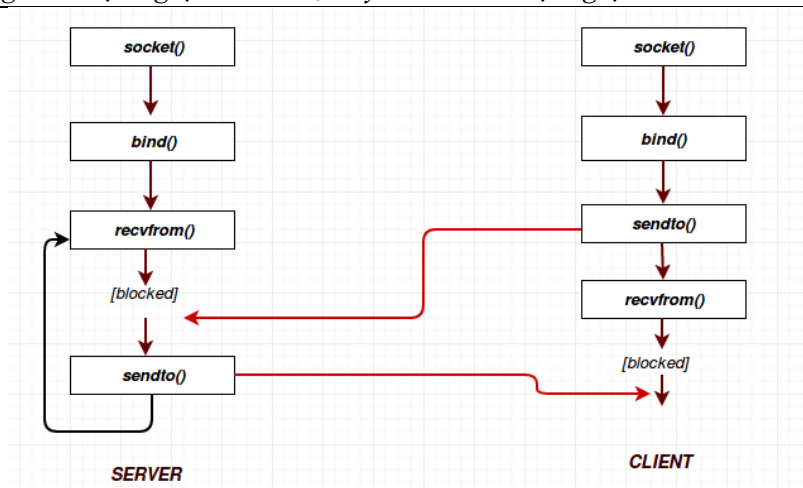 socket()
bind()
recvfrom()
[blocked]
sendto()
SERVER
socket()
bind()
sendto()
recvfrom()
[blocked]
CLIENT